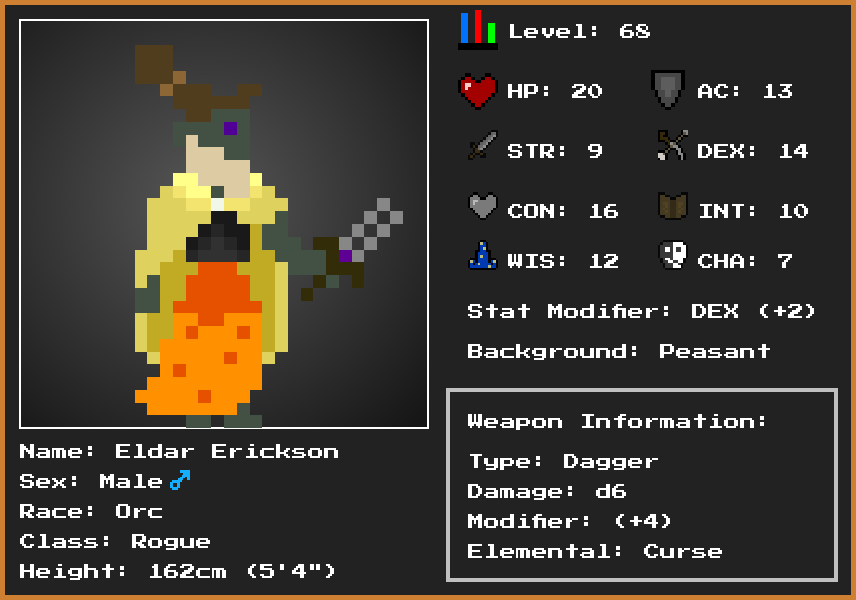 Level: 68
HP: 20
AC: 13
STR: 9
DEX: 14
CON: 16
INT: 10
WIS: 12
CHA: 7
Stat Modifier: DEX (+2)
Background: Peasant
Weapon Information:
Type: Dagger
Damage: d6
Modifier: (+4)
Elemental: Curse
Name: Eldar Erickson
Sex: Male♂
Race: Orc
Class: Rogue
Height: 162cm (5'4")